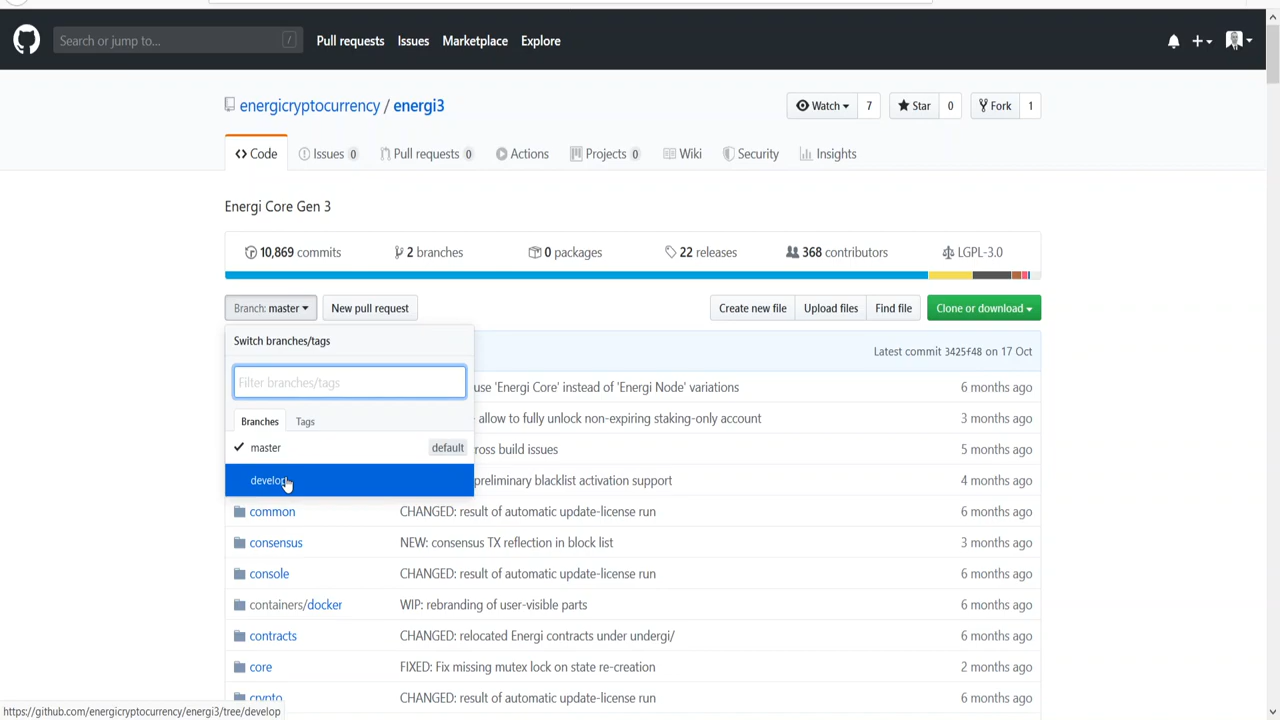 Search or jump to... /
Pull requests Issues Marketplace Explore
energicryptocurrency / energi3
Watch 7 Star 0 Fork 1
Code Issues 0 Pull requests 0 Actions Projects 0 Wiki Security Insights
Energi Core Gen 3
10,869 commits 2 branches 0 packages 22 releases 368 contributors LGPL-3.0
Branch: master New pull request Create new file Upload files Find file Clone or download
Switch branches/tags
Latest commit 3425f48 on 17 Oct
Filter branches/tags
use 'Energi Core' instead of 'Energi Node' variations 6 months ago
Branches Tags
allow to fully unlock non-expiring staking-only account 3 months ago
master default
ross build issues 5 months ago
develop
preliminary blacklist activation support 4 months ago
common CHANGED: result of automatic update-license run 6 months ago
consensus NEW: consensus TX reflection in block list 3 months ago
console CHANGED: result of automatic update-license run 6 months ago
containers/docker WIP: rebranding of user-visible parts 6 months ago
contracts CHANGED: relocated Energi contracts under undergi/ 6 months ago
core FIXED: Fix missing mutex lock on state re-creation 2 months ago
crypto CHANGED: result of automatic update-license run 6 months ago
https://github.com/energicryptocurrency/energi3/tree/develop